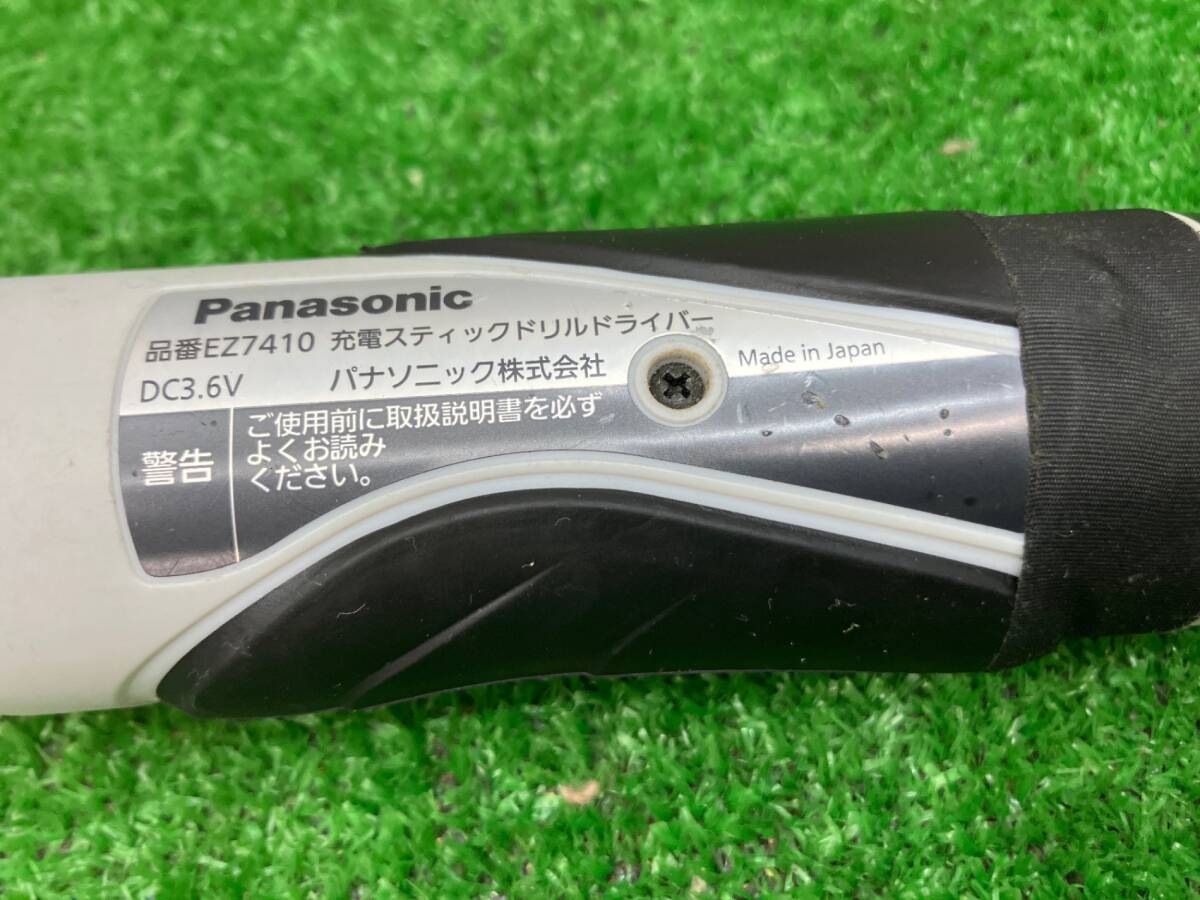 Panasonic
品番EZ7410 充電スティックドリルドライバー
DC3.6V パナソニック株式会社
Made in Japan
警告
ご使用前に取扱説明書を必ず
よくお読み
ください。